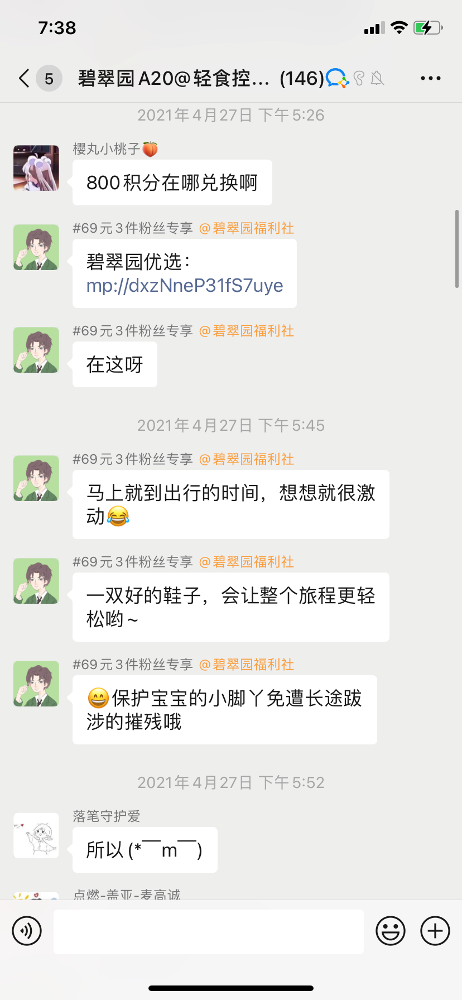 7:38
5 碧翠园A20@轻食控... (146)
2021年4月27日 下午5:26
樱丸小桃子🍑
800积分在哪兑换啊
#69元3件粉丝专享 @碧翠园福利社
碧翠园优选：
mp://dxzNneP31fS7uye
#69元3件粉丝专享 @碧翠园福利社
在这呀
2021年4月27日 下午5:45
#69元3件粉丝专享 @碧翠园福利社
马上就到出行的时间，想想就很激
动😂
#69元3件粉丝专享 @碧翠园福利社
一双好的鞋子，会让整个旅程更轻
松哟~
#69元3件粉丝专享 @碧翠园福利社
😄保护宝宝的小脚丫免遭长途跋
涉的摧残哦
2021年4月27日 下午5:52
落笔守护爱
所以(*￣m￣)
点燃-盖亚-麦高诚